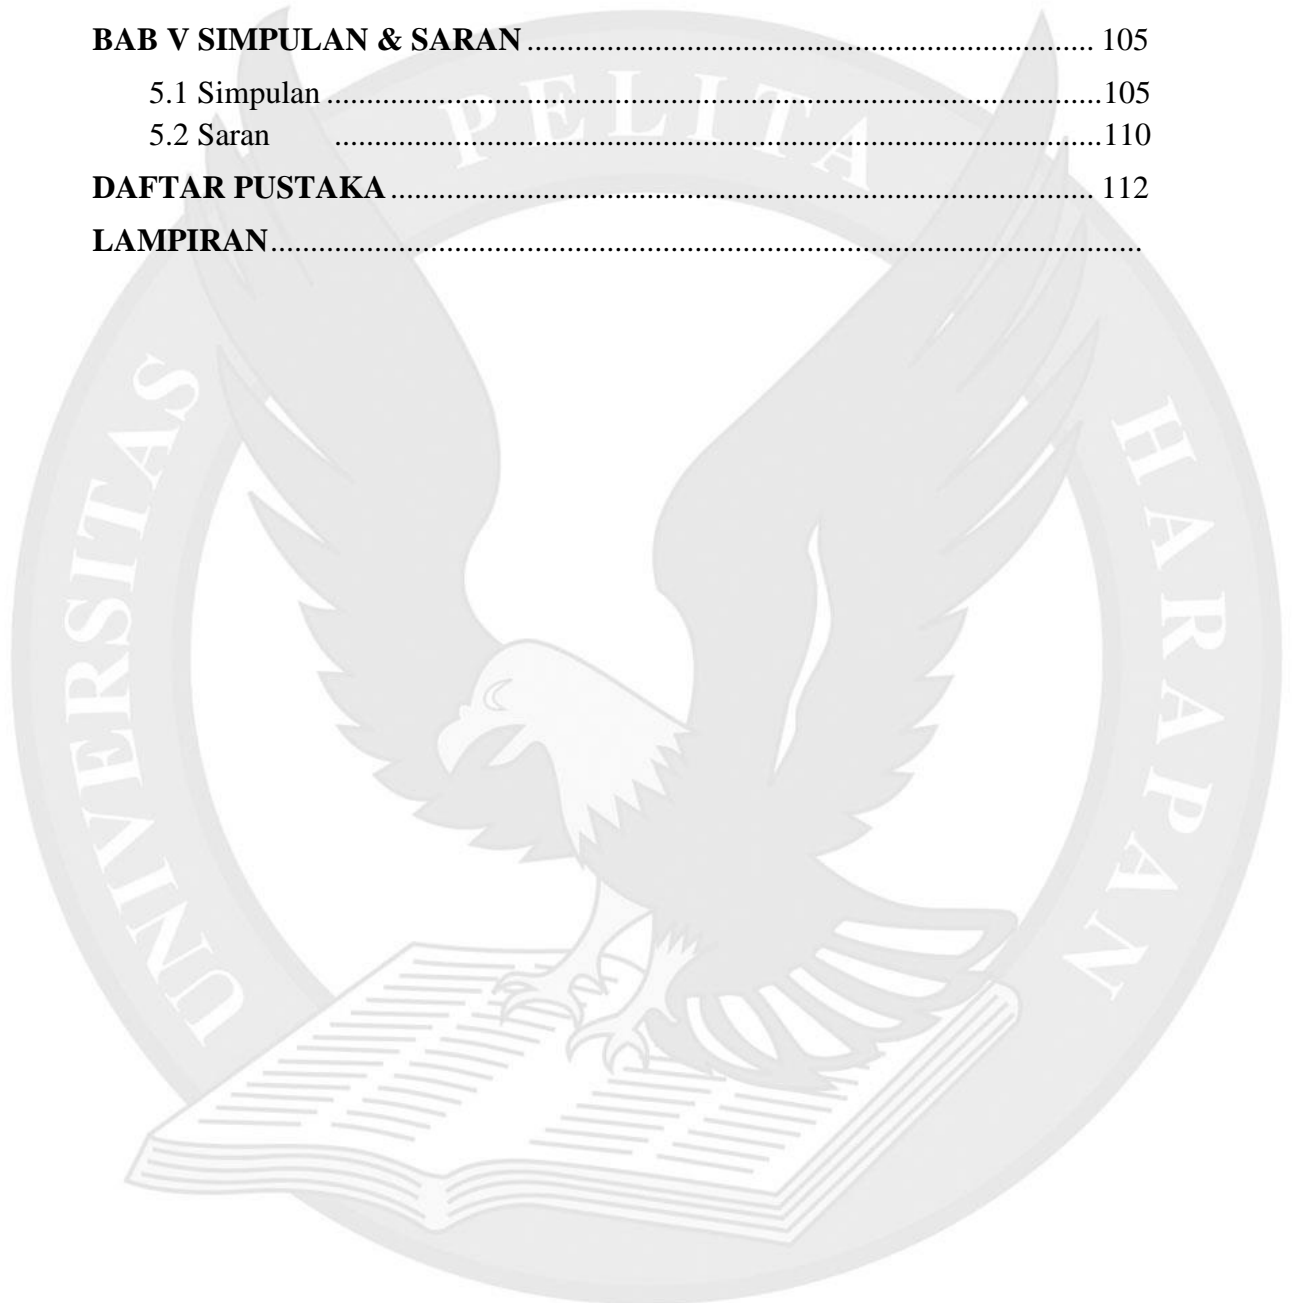 BAB V SIMPULAN & SARAN ........................................................................ 105
5.1 Simpulan ..................................................................................................105
5.2 Saran ..................................................................................................110
DAFTAR PUSTAKA ......................................................................................... 112
LAMPIRAN..............................................................................................................
UNIVERSITAS PELITA HARAPAN